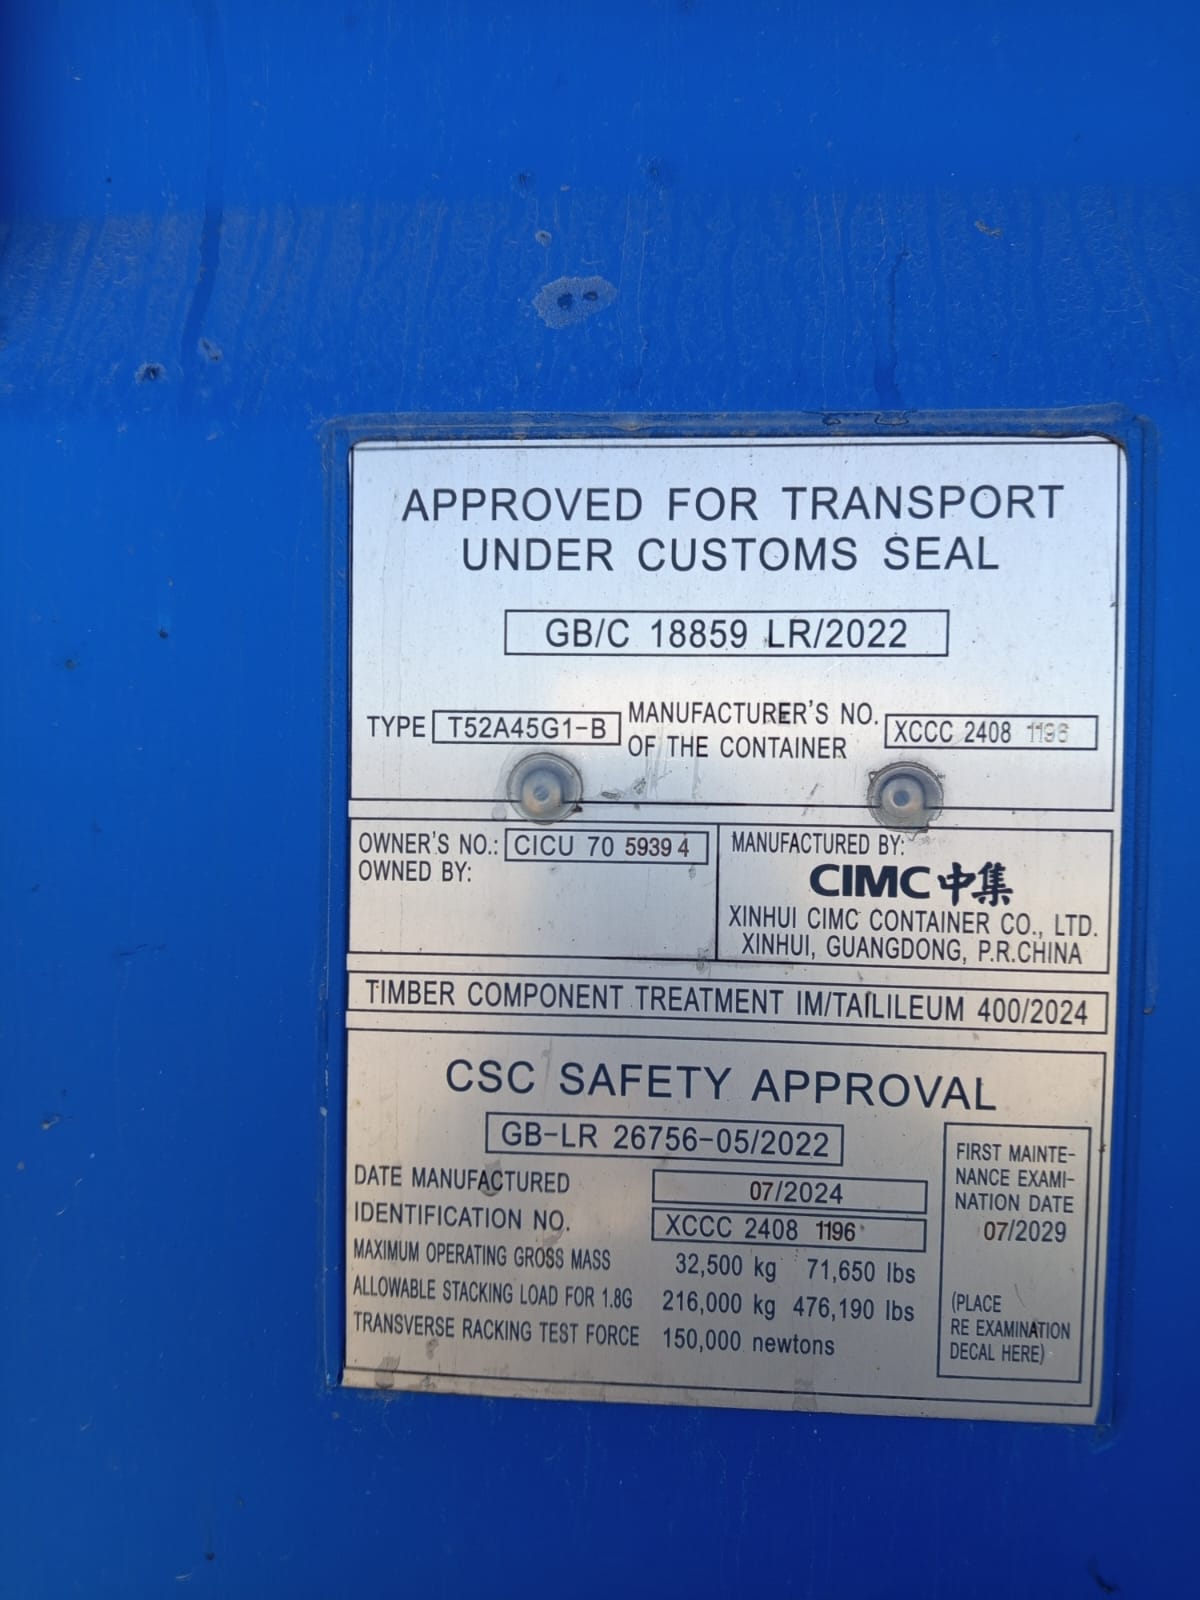 APPROVED FOR TRANSPORT
UNDER CUSTOMS SEAL
GB/C 18859 LR/2022
TYPE T52A45G1-B MANUFACTURER'S NO. OF THE CONTAINER XCCC 2408 1196
OWNER'S NO.: CICU 70 5939 4
OWNED BY:
MANUFACTURED BY:
CIMC 中集
XINHUI CIMC CONTAINER CO., LTD.
XINHUI, GUANGDONG, P.R.CHINA
TIMBER COMPONENT TREATMENT IM/TAILILEUM 400/2024
CSC SAFETY APPROVAL
GB-LR 26756-05/2022
DATE MANUFACTURED 07/2024
IDENTIFICATION NO. XCCC 2408 1196
MAXIMUM OPERATING GROSS MASS 32,500 kg 71,650 lbs
ALLOWABLE STACKING LOAD FOR 1.8G 216,000 kg 476,190 lbs
TRANSVERSE RACKING TEST FORCE 150,000 newtons
FIRST MAINTE-
NANCE EXAMI-
NATION DATE
07/2029
(PLACE
RE EXAMINATION
DECAL HERE)